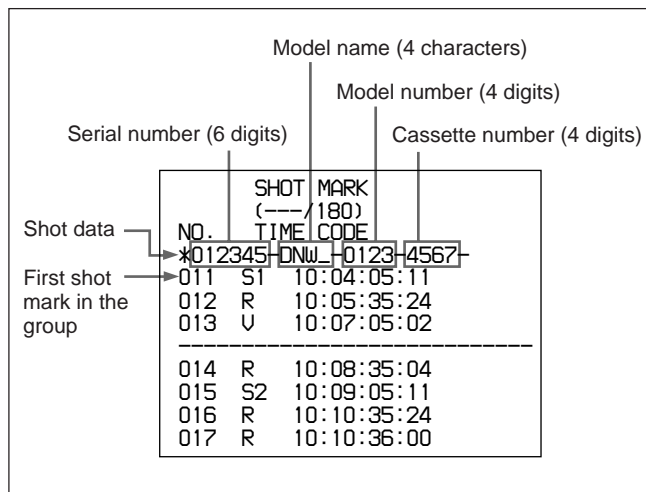 Model name (4 characters)
Model number (4 digits)
Serial number (6 digits)
Cassette number (4 digits)
SHOT MARK
(---/180)
NO. TIME CODE
Shot data
*012345-DNW_-0123-4567-
First shot
mark in the
group
011 S1 10:04:05:11
012 R 10:05:35:24
013 V 10:07:05:02
------------------------------
014 R 10:08:35:04
015 S2 10:09:05:11
016 R 10:10:35:24
017 R 10:10:36:00